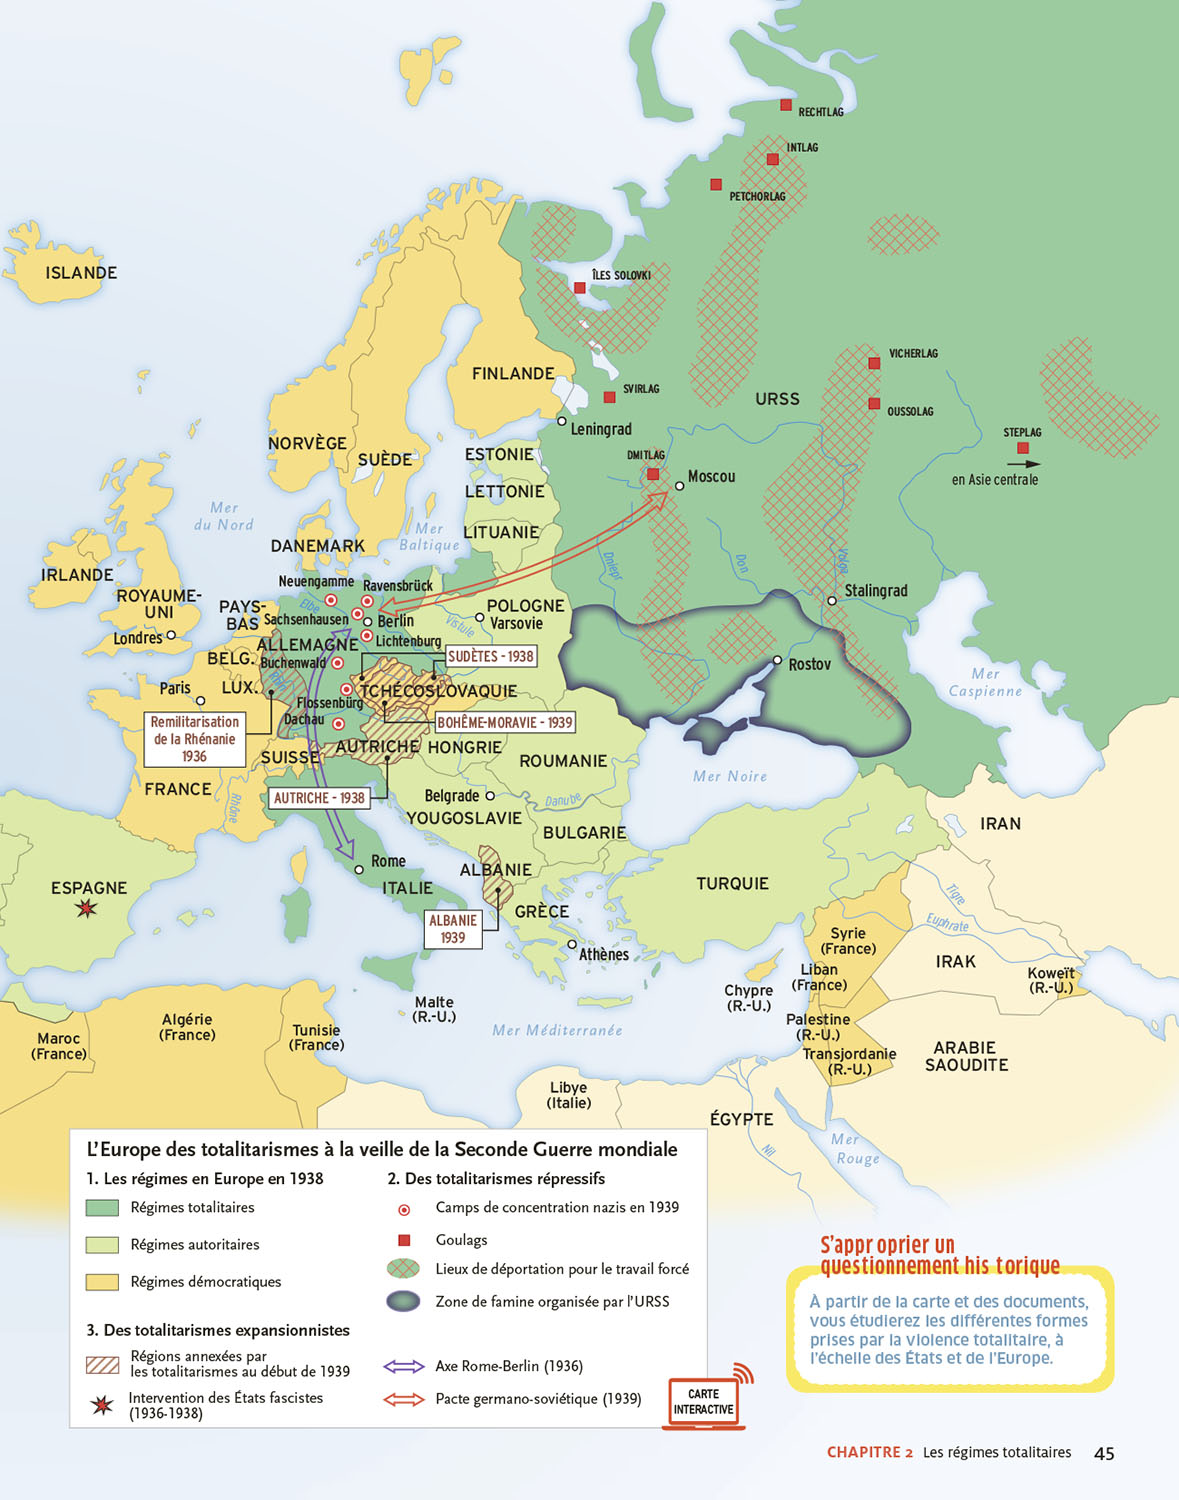 RECHTLAG
INTLAG
PETCHORLAG
ISLANDE
ÎLES SOLOVKI
VICHERLAG
FINLANDE
SVIRLAG
URSS
OUSSOLAG
Leningrad
STEPLAG
NORVÈGE
SUÈDE
ESTONIE
DMITLAG
Moscou
en Asie centrale
LETTONIE
Mer
du Nord
Mer
Baltique
LITUANIE
DANEMARK
Dniepr
Don
Volga
IRLANDE
Neuengamme
Ravensbrück
ROYAUME-
UNI
Elbe
Stalingrad
PAYS-
BAS
Sachsenhausen
Berlin
POLOGNE
Varsovie
Vistule
Londres
ALLEMAGNE
Lichtenburg
BELG.
Buchenwald
SUDÈTES - 1938
Rostov
Mer
Caspienne
Paris
LUX.
Rhin
TCHÉCOSLOVAQUIE
Flossenbürg
Dachau
BOHÊME-MORAVIE - 1939
Remilitarisation
de la Rhénanie
1936
SUISSE
AUTRICHE
HONGRIE
ROUMANIE
Mer Noire
FRANCE
Rhône
AUTRICHE - 1938
Belgrade
Danube
YOUGOSLAVIE
BULGARIE
IRAN
Rome
ALBANIE
ESPAGNE
ITALIE
TURQUIE
Tigre
ALBANIE
1939
GRÈCE
Euphrate
Syrie
(France)
Athènes
IRAK
Liban
(France)
Koweït
(R.-U.)
Chypre
(R.-U.)
Malte
(R.-U.)
Algérie
(France)
Maroc
(France)
Tunisie
(France)
Mer Méditerranée
Palestine
(R.-U.)
Transjordanie
(R.-U.)
ARABIE
SAOUDITE
Libye
(Italie)
ÉGYPTE
Nil
Mer
Rouge
L'Europe des totalitarismes à la veille de la Seconde Guerre mondiale
1. Les régimes en Europe en 1938
Régimes totalitaires
Régimes autoritaires
Régimes démocratiques
2. Des totalitarismes répressifs
Camps de concentration nazis en 1939
Goulags
Lieux de déportation pour le travail forcé
Zone de famine organisée par l'URSS
3. Des totalitarismes expansionnistes
Régions annexées par
les totalitarismes au début de 1939
Intervention des États fascistes
(1936-1938)
Axe Rome-Berlin (1936)
Pacte germano-soviétique (1939)
CARTE
INTERACTIVE
S'appr oprier un
questionnement his torique
À partir de la carte et des documents,
vous étudierez les différentes formes
prises par la violence totalitaire, à
l'échelle des États et de l'Europe.
CHAPITRE 2 Les régimes totalitaires 45